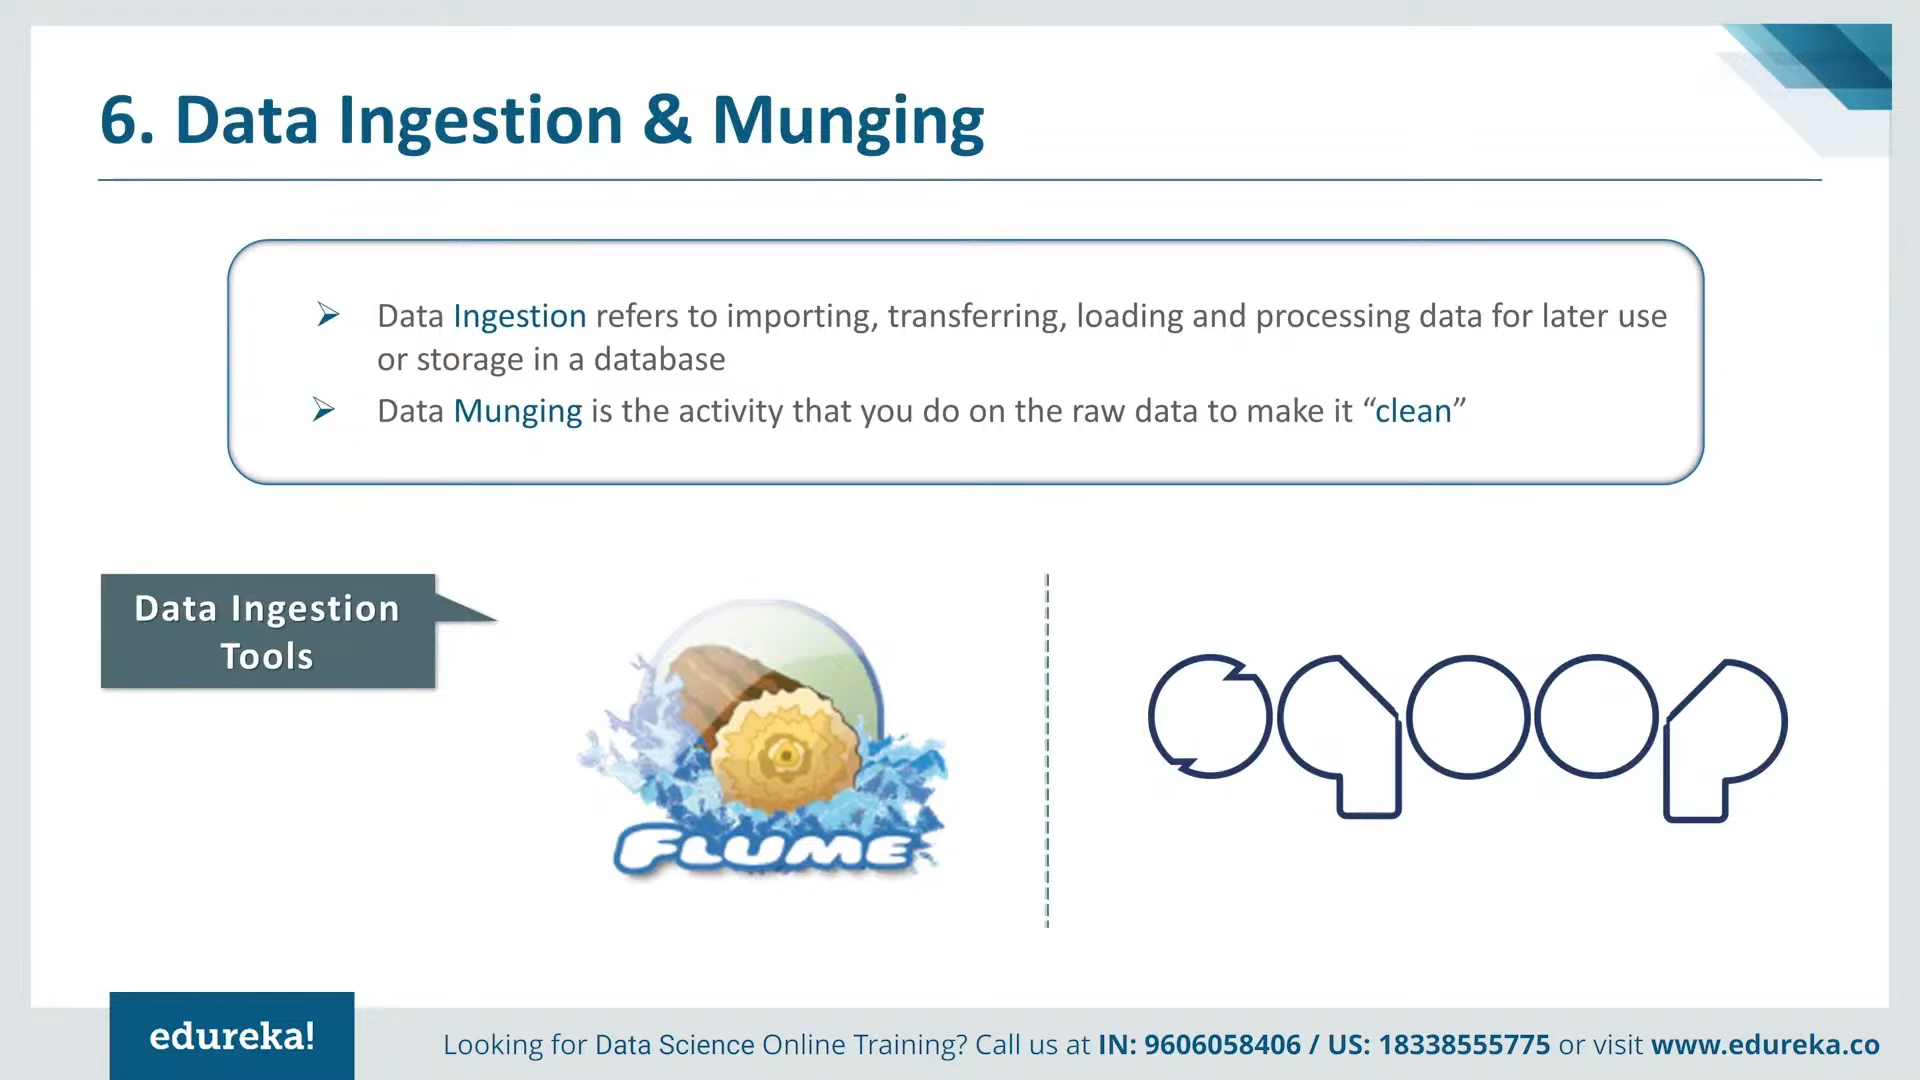 6. Data Ingestion & Munging
➢ Data Ingestion refers to importing, transferring, loading and processing data for later use
or storage in a database
➢ Data Munging is the activity that you do on the raw data to make it “clean”
Data Ingestion
Tools
FLUME
sqoop
edureka!
Looking for Data Science Online Training? Call us at IN: 9606058406 / US: 18338555775 or visit www.edureka.co